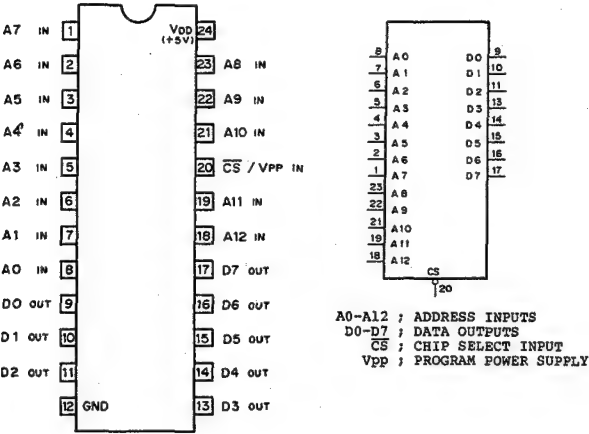 A7 IN 1
A6 IN 2
A5 IN 3
A4 IN 4
A3 IN 5
A2 IN 6
A1 IN 7
A0 IN 8
D0 OUT 9
D1 OUT 10
D2 OUT 11
12 GND
VDD 24
(+5V)
23 A8 IN
22 A9 IN
21 A10 IN
20 CS / VPP IN
19 A11 IN
18 A12 IN
17 D7 OUT
16 D6 OUT
15 D5 OUT
14 D4 OUT
13 D3 OUT
8 A0
7 A1
6 A2
5 A3
4 A4
3 A5
2 A6
1 A7
23 A8
22 A9
21 A10
19 A11
18 A12
D0 9
D1 10
D2 11
D3 13
D4 14
D5 15
D6 16
D7 17
CS
20
A0-A12 ; ADDRESS INPUTS
D0-D7 ; DATA OUTPUTS
CS ; CHIP SELECT INPUT
Vpp ; PROGRAM POWER SUPPLY